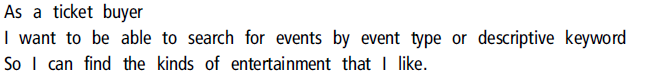 As a ticket buyer
I want to be able to search for events by event type or descriptive keyword
So I can find the kinds of entertainment that I like.